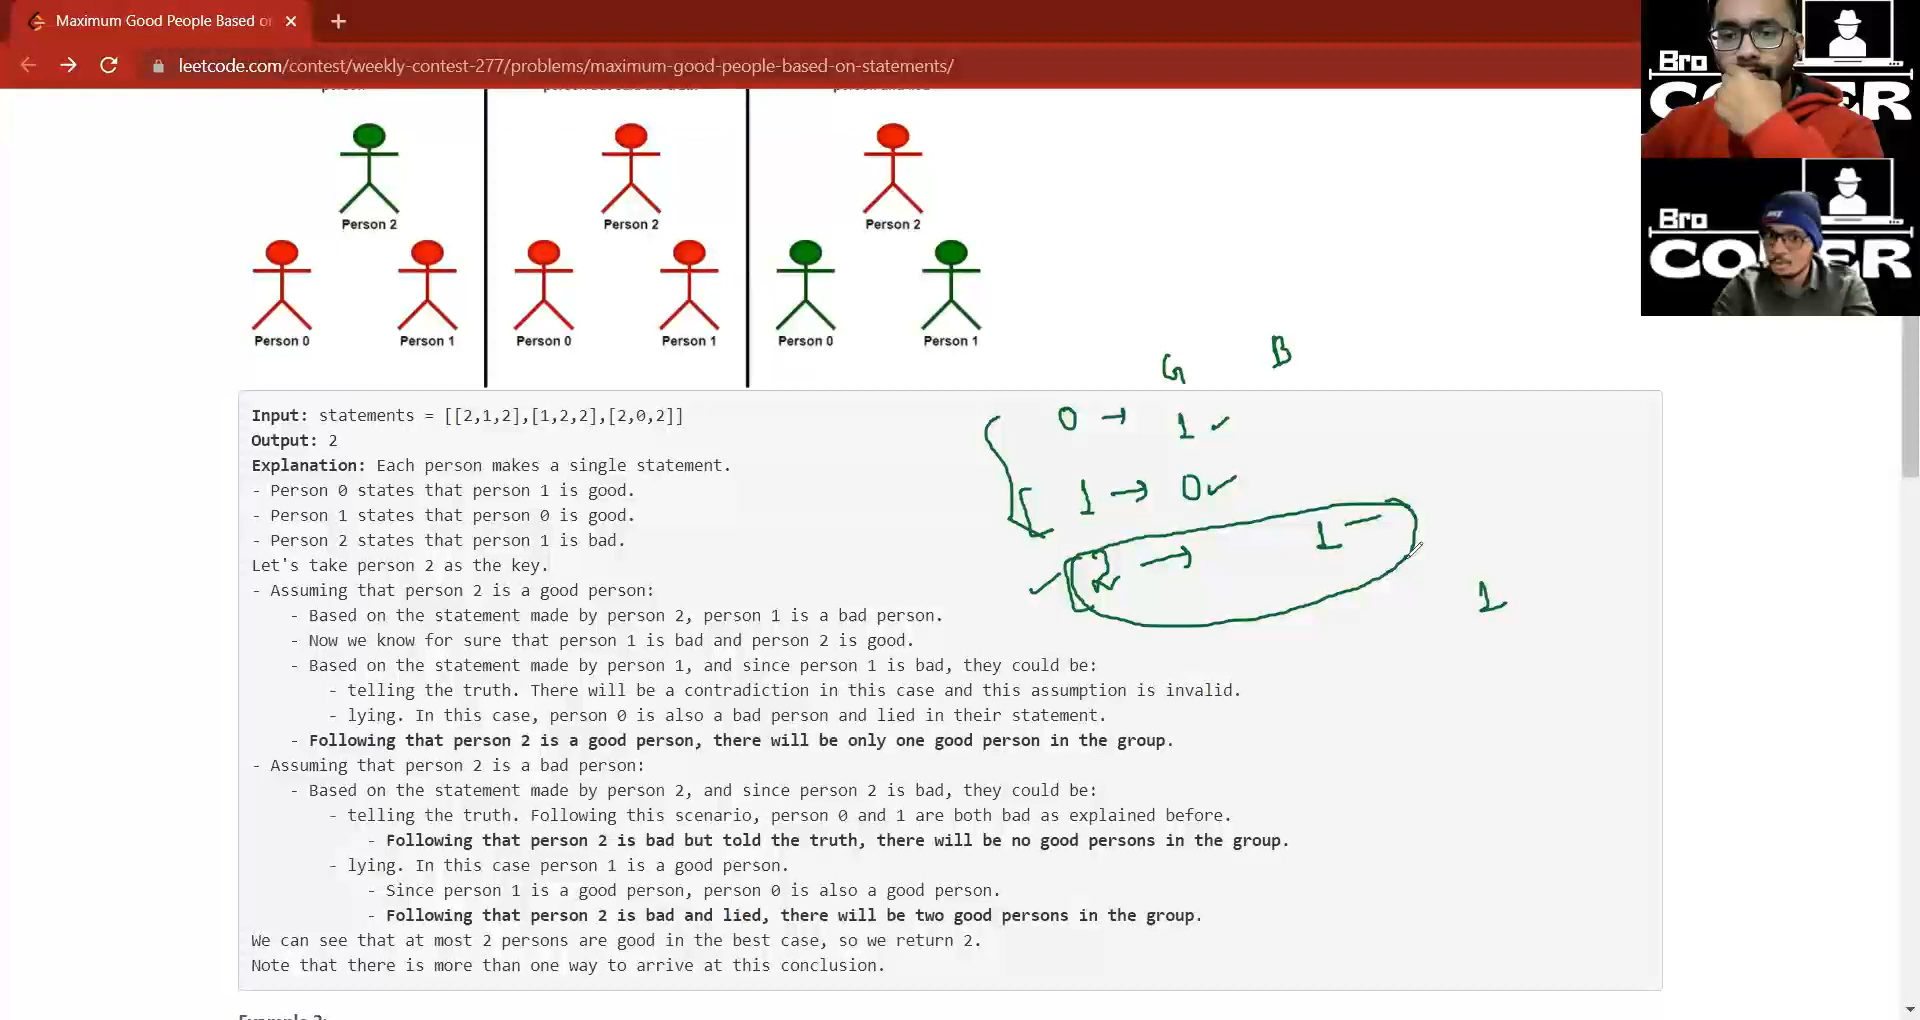 Maximum Good People Based o
leetcode.com/contest/weekly-contest-277/problems/maximum-good-people-based-on-statements/
Bro
CODER
Bro
CODER
Person 2
Person 2
Person 2
Person 0
Person 1
Person 0
Person 1
Person 0
Person 1
G B
0 → 1 ✓
1 → 0 ✓
2 → 1 –
1
Input: statements = [[2,1,2],[1,2,2],[2,0,2]]
Output: 2
Explanation: Each person makes a single statement.
- Person 0 states that person 1 is good.
- Person 1 states that person 0 is good.
- Person 2 states that person 1 is bad.
Let's take person 2 as the key.
- Assuming that person 2 is a good person:
- Based on the statement made by person 2, person 1 is a bad person.
- Now we know for sure that person 1 is bad and person 2 is good.
- Based on the statement made by person 1, and since person 1 is bad, they could be:
- telling the truth. There will be a contradiction in this case and this assumption is invalid.
- lying. In this case, person 0 is also a bad person and lied in their statement.
- Following that person 2 is a good person, there will be only one good person in the group.
- Assuming that person 2 is a bad person:
- Based on the statement made by person 2, and since person 2 is bad, they could be:
- telling the truth. Following this scenario, person 0 and 1 are both bad as explained before.
- Following that person 2 is bad but told the truth, there will be no good persons in the group.
- lying. In this case person 1 is a good person.
- Since person 1 is a good person, person 0 is also a good person.
- Following that person 2 is bad and lied, there will be two good persons in the group.
We can see that at most 2 persons are good in the best case, so we return 2.
Note that there is more than one way to arrive at this conclusion.